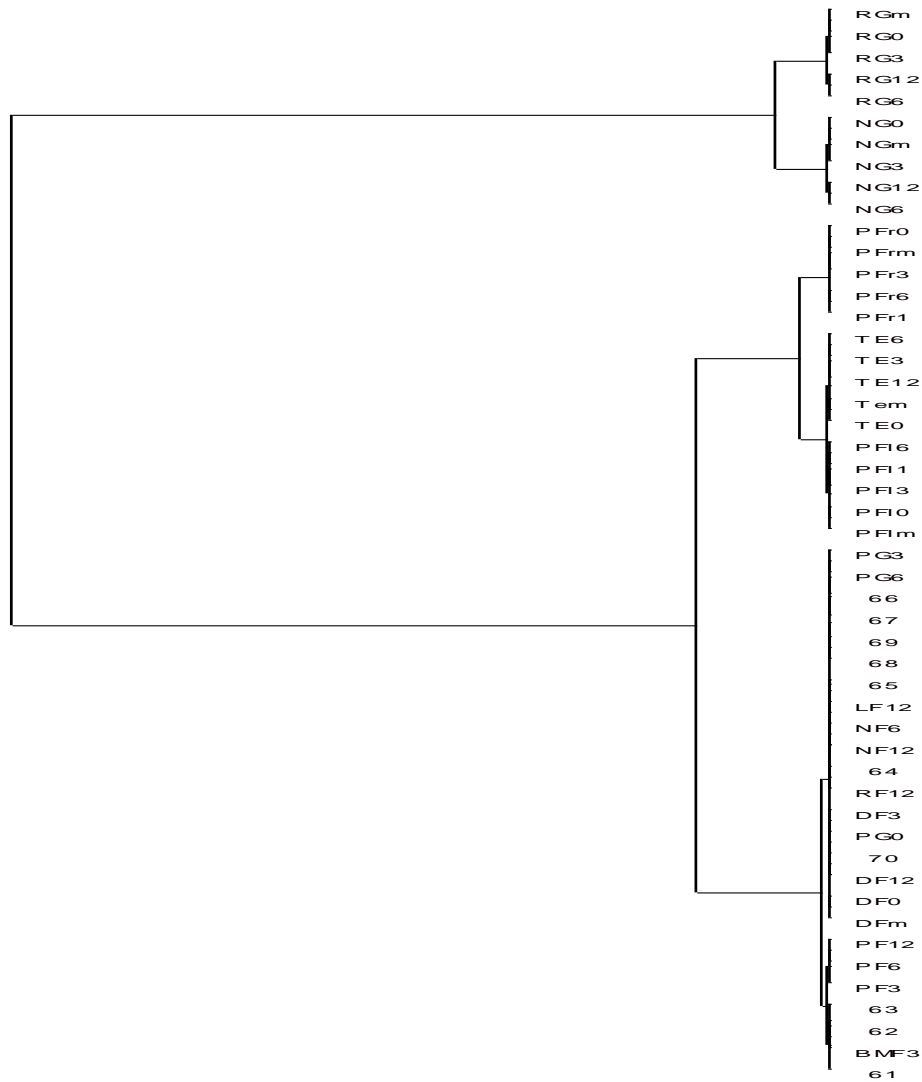 RGm
RG0
RG3
RG12
RG6
NG0
NGm
NG3
NG12
NG6
PFr0
PFrm
PFr3
PFr6
PFr1
TE6
TE3
TE12
Tem
TE0
PFl6
PFl1
PFl3
PFl0
PFlm
PG3
PG6
66
67
69
68
65
LF12
NF6
NF12
64
RF12
DF3
PG0
70
DF12
DF0
DFm
PF12
PF6
PF3
63
62
BMF3
61